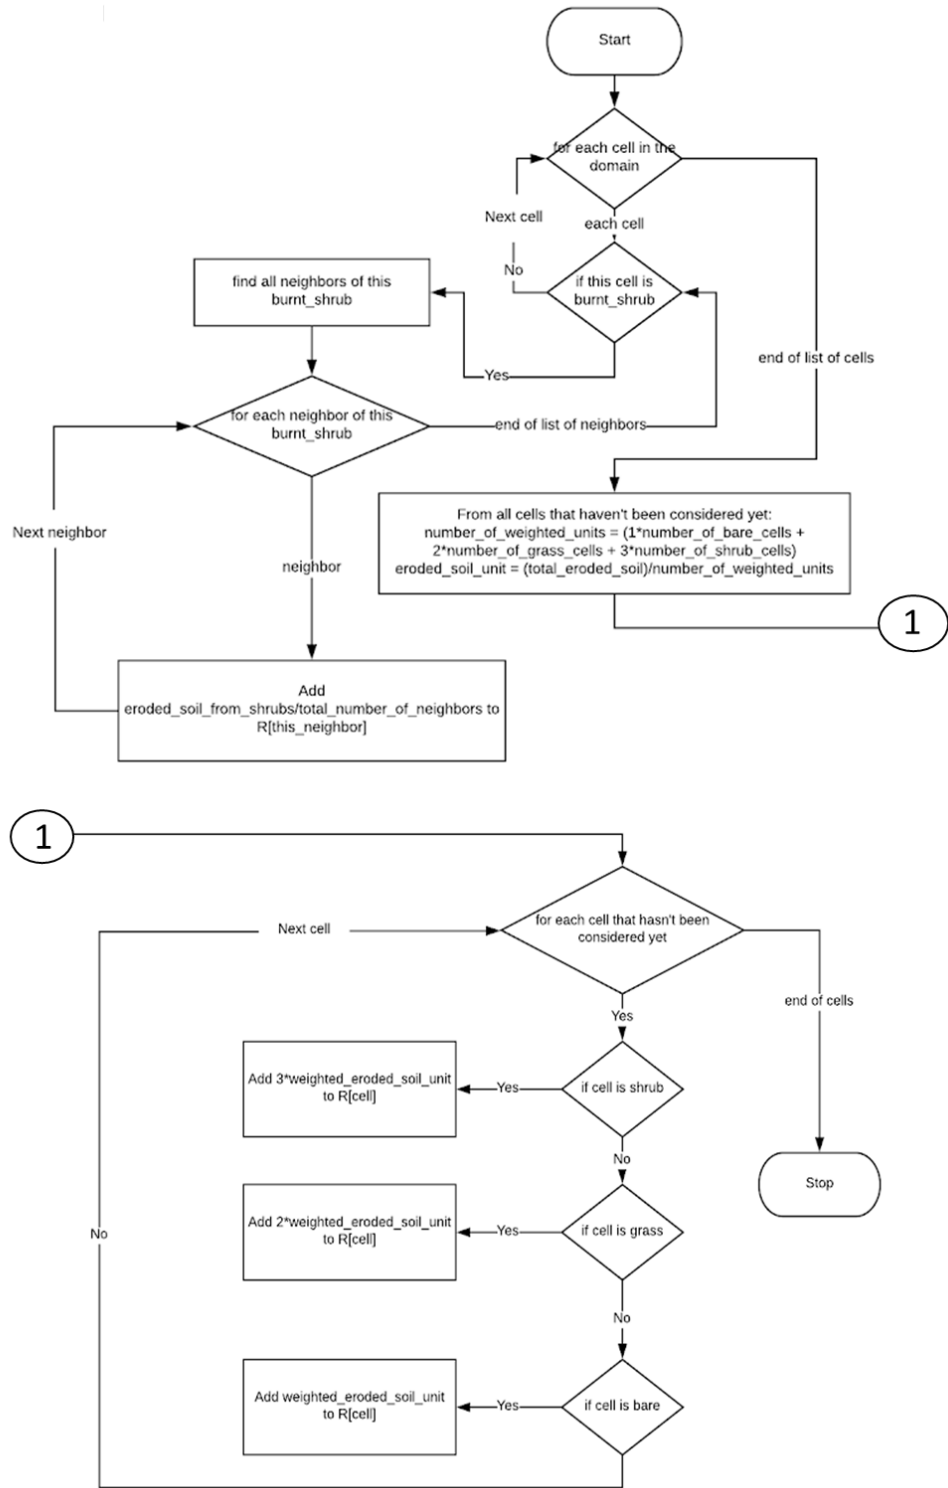 Start
for each cell in the
domain
Next cell
each cell
No
if this cell is
burnt_shrub
find all neighbors of this
burnt_shrub
end of list of cells
Yes
for each neighbor of this
burnt_shrub
end of list of neighbors
From all cells that haven't been considered yet:
number_of_weighted_units = (1*number_of_bare_cells +
2*number_of_grass_cells + 3*number_of_shrub_cells)
eroded_soil_unit = (total_eroded_soil)/number_of_weighted_units
Next neighbor
neighbor
1
Add
eroded_soil_from_shrubs/total_number_of_neighbors to
R[this_neighbor]
1
for each cell that hasn't been
considered yet
Next cell
end of cells
Yes
Add 3*weighted_eroded_soil_unit
to R[cell]
Yes
if cell is shrub
No
Stop
Add 2*weighted_eroded_soil_unit
to R[cell]
Yes
if cell is grass
No
No
Add weighted_eroded_soil_unit
to R[cell]
Yes
if cell is bare